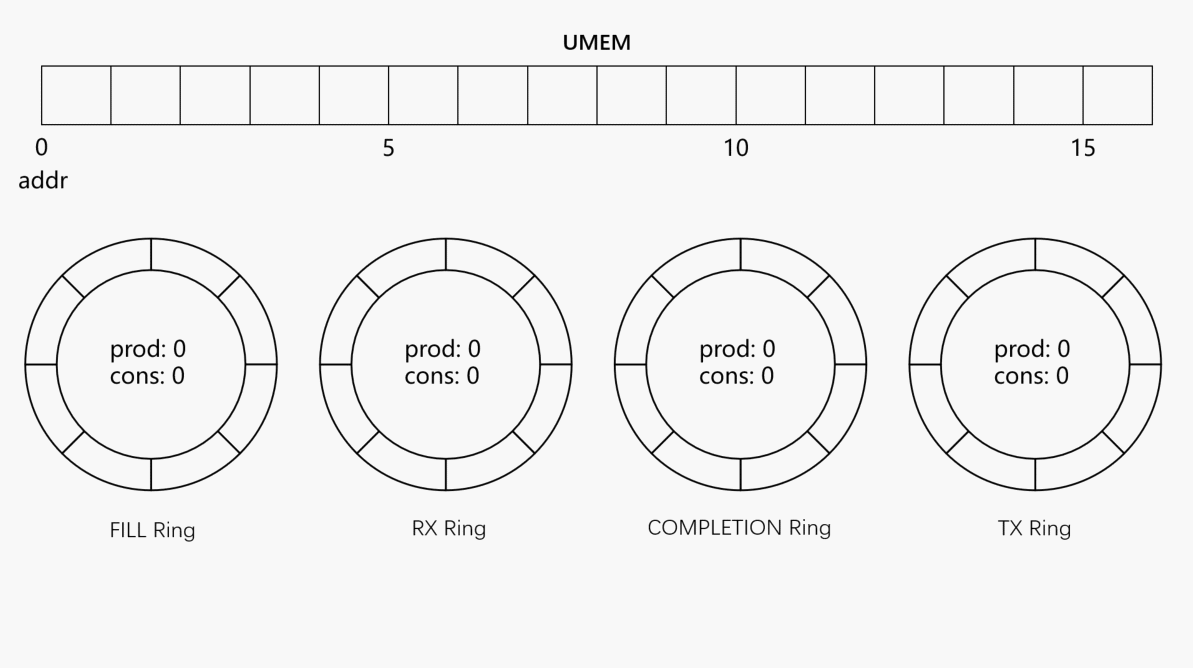 UMEM
0 5 10 15
addr
prod: 0 prod: 0 prod: 0 prod: 0
cons: 0 cons: 0 cons: 0 cons: 0
FILL Ring RX Ring COMPLETION Ring TX Ring